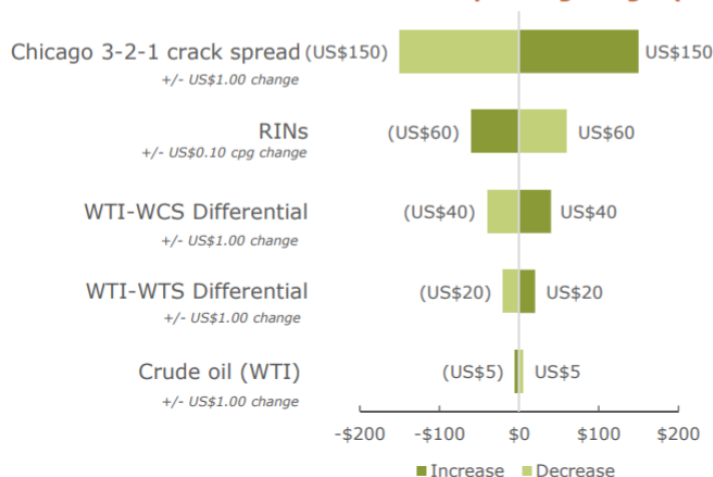 Chicago 3-2-1 crack spread (US$150) US$150
+/- US$1.00 change
RINs (US$60) US$60
+/- US$0.10 cpg change
WTI-WCS Differential (US$40) US$40
+/- US$1.00 change
WTI-WTS Differential (US$20) US$20
+/- US$1.00 change
Crude oil (WTI) (US$5) US$5
+/- US$1.00 change
-$200 -$100 $0 $100 $200
Increase Decrease